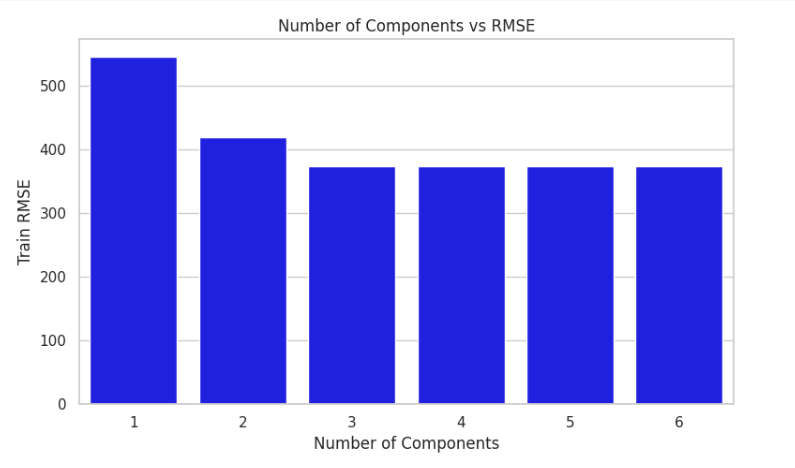 Number of Components vs RMSE
500
400
300
200
100
0
Train RMSE
1 2 3 4 5 6
Number of Components